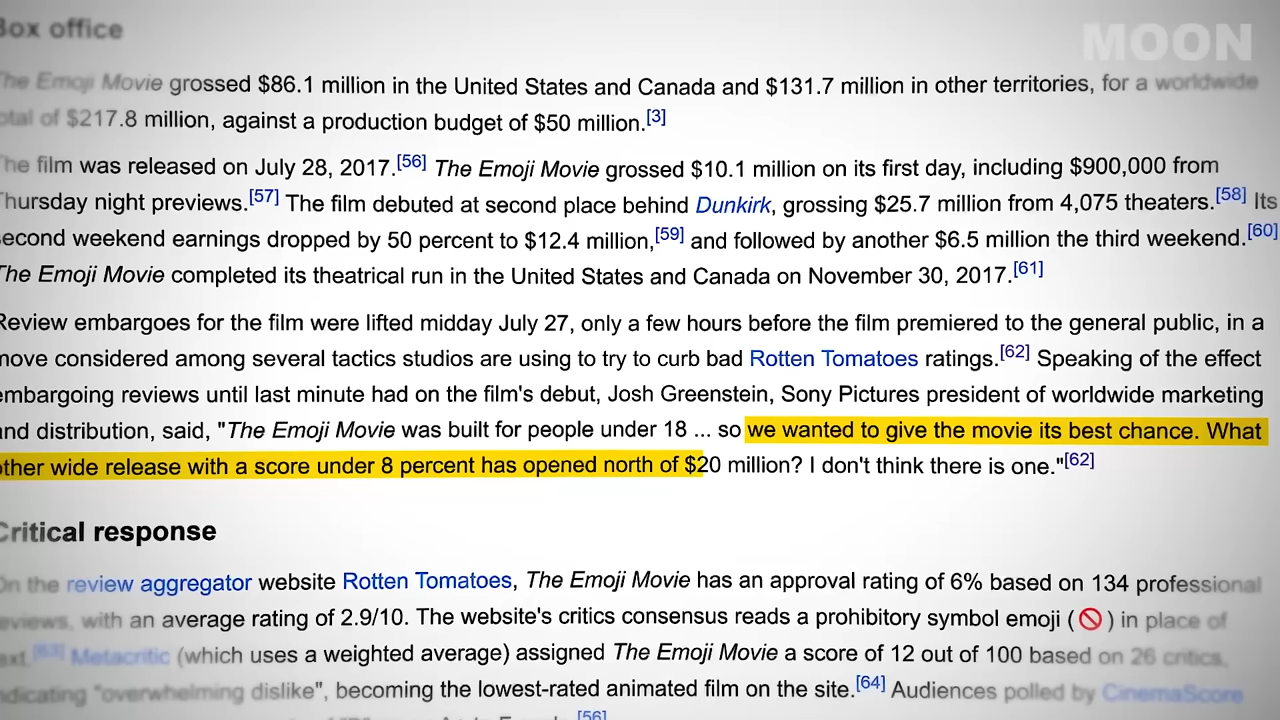 Box office
MOON
The Emoji Movie grossed $86.1 million in the United States and Canada and $131.7 million in other territories, for a worldwide
total of $217.8 million, against a production budget of $50 million.[3]
The film was released on July 28, 2017.[56] The Emoji Movie grossed $10.1 million on its first day, including $900,000 from
Thursday night previews.[57] The film debuted at second place behind Dunkirk, grossing $25.7 million from 4,075 theaters.[58] Its
second weekend earnings dropped by 50 percent to $12.4 million,[59] and followed by another $6.5 million the third weekend.[60]
The Emoji Movie completed its theatrical run in the United States and Canada on November 30, 2017.[61]
Review embargoes for the film were lifted midday July 27, only a few hours before the film premiered to the general public, in a
move considered among several tactics studios are using to try to curb bad Rotten Tomatoes ratings.[62] Speaking of the effect
embargoing reviews until last minute had on the film's debut, Josh Greenstein, Sony Pictures president of worldwide marketing
and distribution, said, "The Emoji Movie was built for people under 18 ... so we wanted to give the movie its best chance. What
other wide release with a score under 8 percent has opened north of $20 million? I don't think there is one."[62]
Critical response
On the review aggregator website Rotten Tomatoes, The Emoji Movie has an approval rating of 6% based on 134 professional
reviews, with an average rating of 2.9/10. The website's critics consensus reads a prohibitory symbol emoji (🚫) in place of
text.[63] Metacritic (which uses a weighted average) assigned The Emoji Movie a score of 12 out of 100 based on 26 critics,
indicating "overwhelming dislike", becoming the lowest-rated animated film on the site.[64] Audiences polled by CinemaScore
[56]